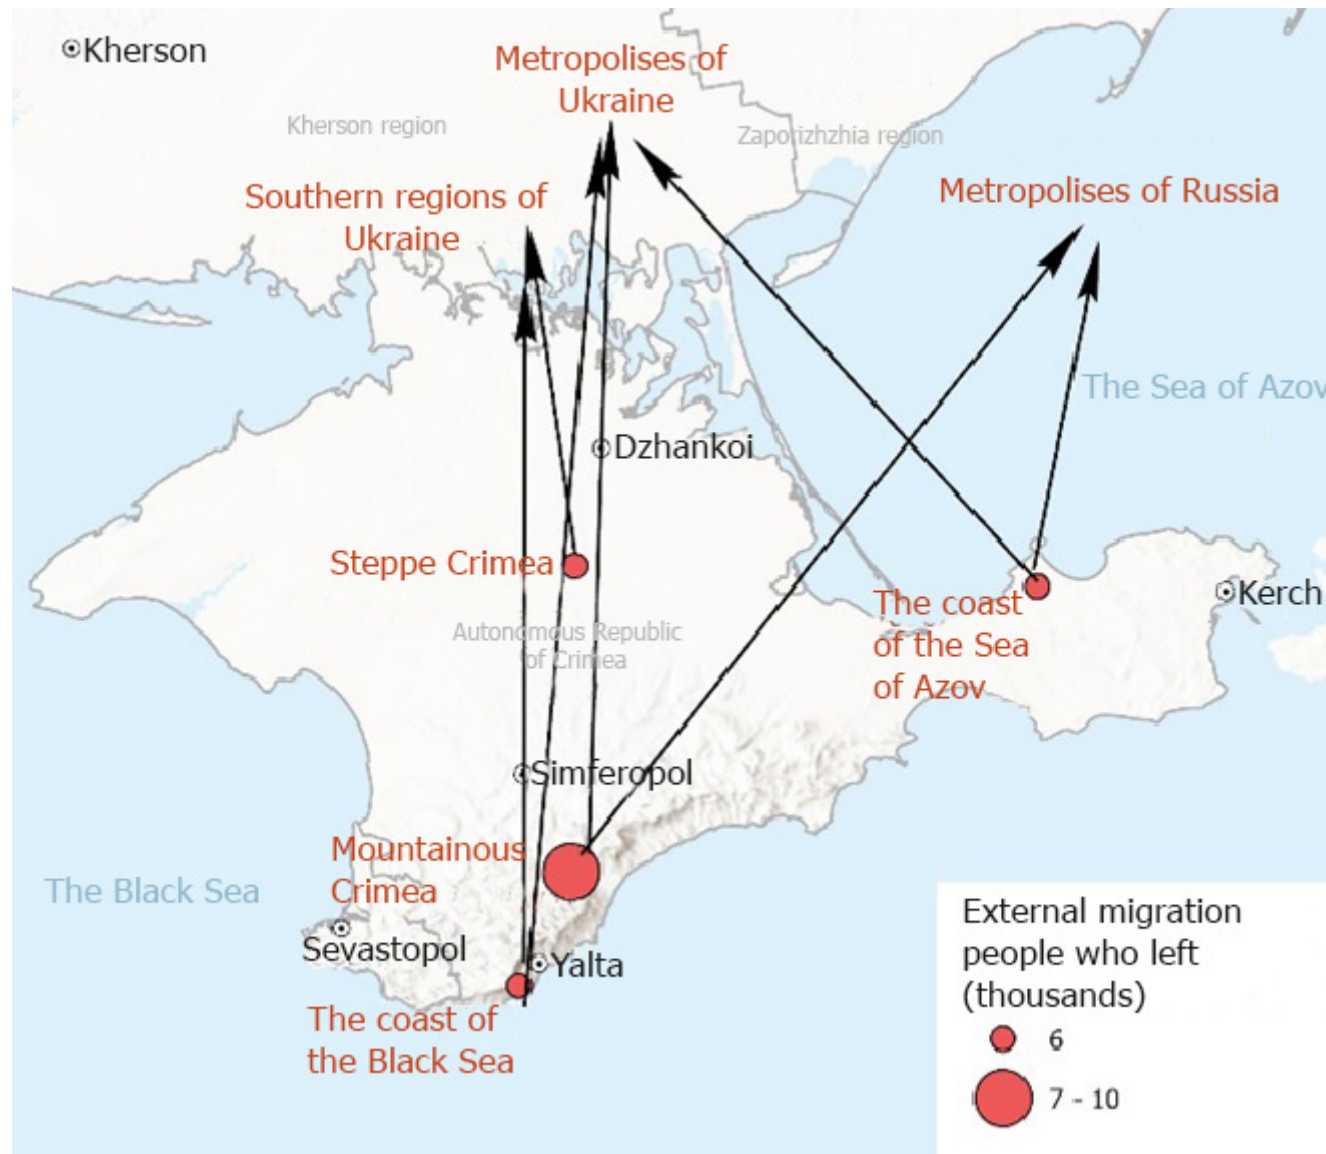 Kherson
Metropolises of
Ukraine
Kherson region
Zaporizhzhia region
Southern regions of
Ukraine
Metropolises of Russia
The Sea of Azov
Dzhankoi
Steppe Crimea
Kerch
The coast
of the Sea
of Azov
Autonomous Republic
of Crimea
Simferopol
Mountainous
Crimea
The Black Sea
Sevastopol
Yalta
The coast of
the Black Sea
External migration
people who left
(thousands)
6
7 - 10